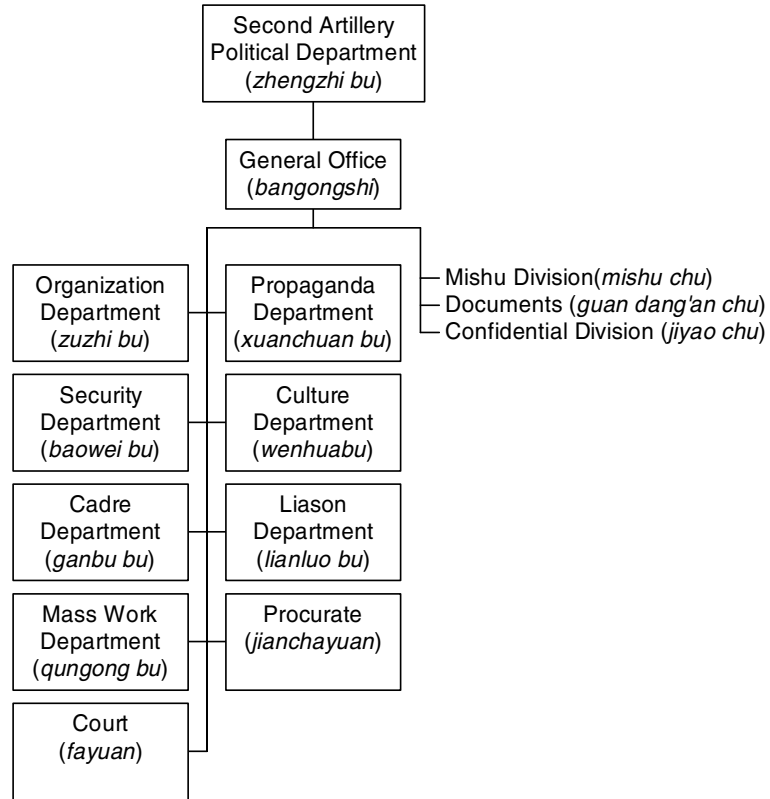 Second Artillery
Political Department
(zhengzhi bu)
General Office
(bangongshi)
Organization
Department
(zuzhi bu)
Propaganda
Department
(xuanchuan bu)
Mishu Division(mishu chu)
Documents (guan dang'an chu)
Confidential Division (jiyao chu)
Security
Department
(baowei bu)
Culture
Department
(wenhuabu)
Cadre
Department
(ganbu bu)
Liason
Department
(lianluo bu)
Mass Work
Department
(qungong bu)
Procurate
(jianchayuan)
Court
(fayuan)